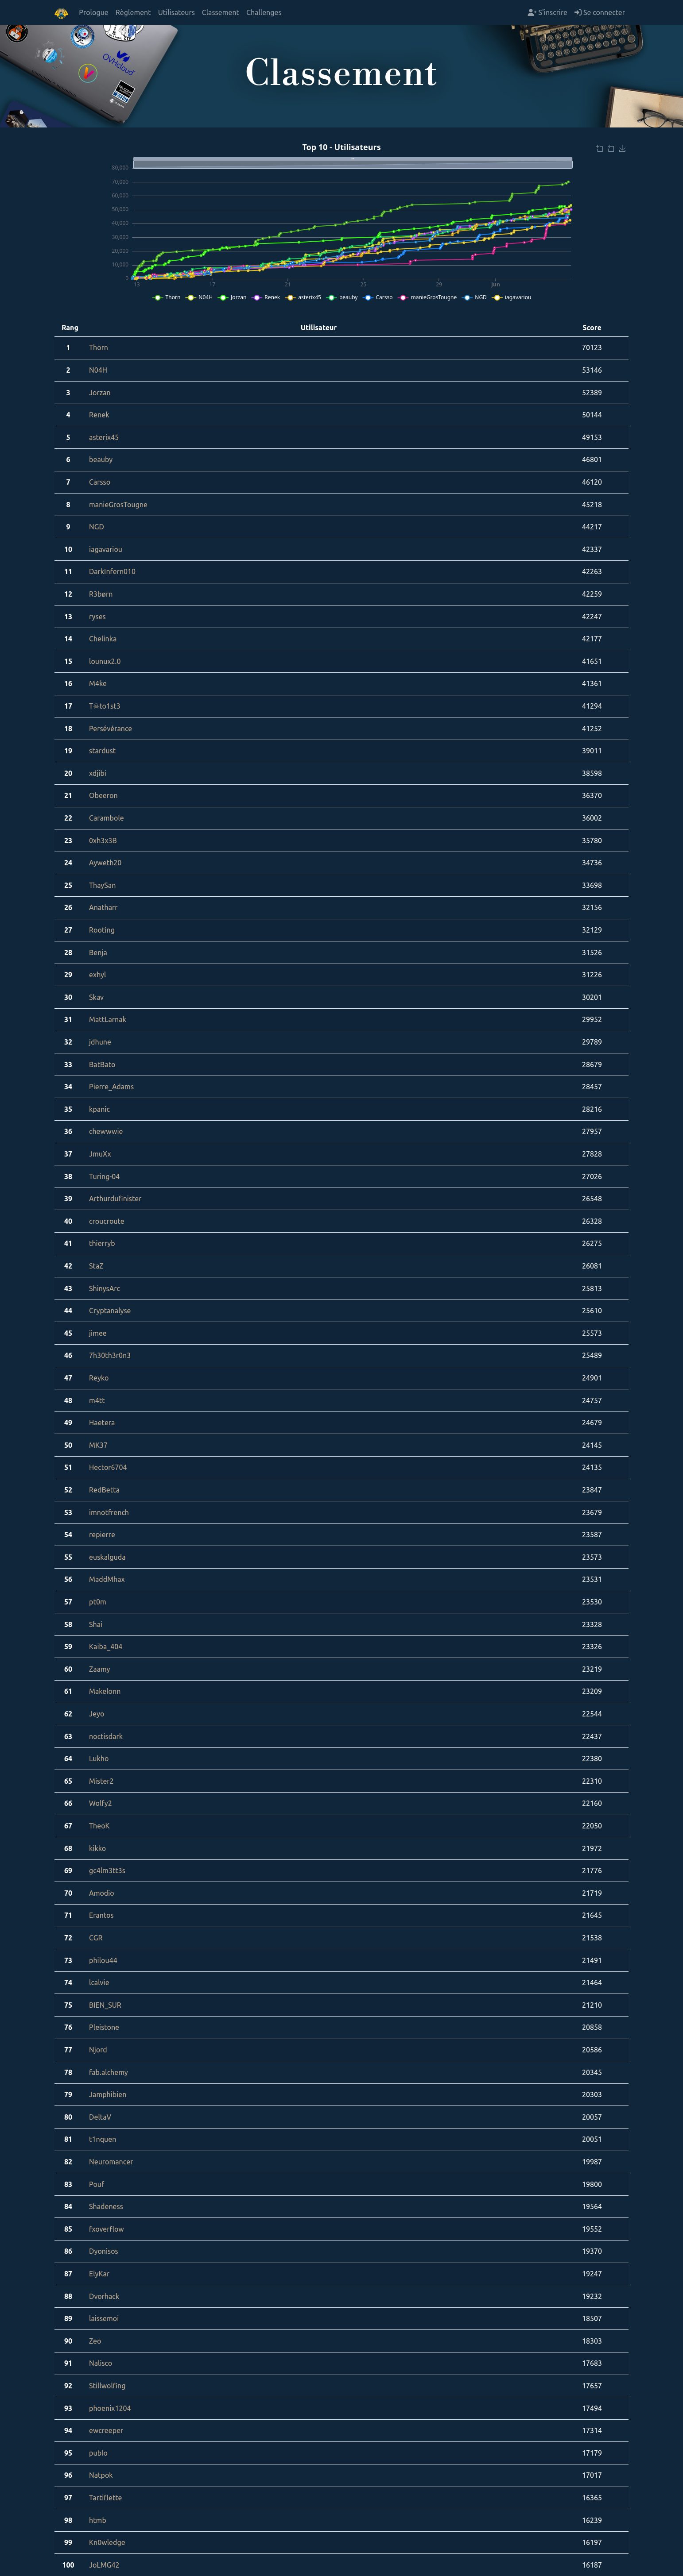 Prologue Règlement Utilisateurs Classement Challenges S'inscrire Se connecter
OVHcloud
Classement
Top 10 - Utilisateurs
80,000
70,000
60,000
50,000
40,000
30,000
20,000
10,000
0
13 17 21 25 29 Jun
Thorn N04H Jorzan Renek asterix45 beauby Carsso manieGrosTougne NGD iagavariou
Rang Utilisateur Score
1 Thorn 70123
2 N04H 53146
3 Jorzan 52389
4 Renek 50144
5 asterix45 49153
6 beauby 46801
7 Carsso 46120
8 manieGrosTougne 45218
9 NGD 44217
10 iagavariou 42337
11 DarkInfern010 42263
12 R3børn 42259
13 ryses 42247
14 Chelinka 42177
15 lounux2.0 41651
16 M4ke 41361
17 T☠to1st3 41294
18 Persévérance 41252
19 stardust 39011
20 xdjibi 38598
21 Obeeron 36370
22 Carambole 36002
23 0xh3x3B 35780
24 Ayweth20 34736
25 ThaySan 33698
26 Anatharr 32156
27 Rooting 32129
28 Benja 31526
29 exhyl 31226
30 Skav 30201
31 MattLarnak 29952
32 jdhune 29789
33 BatBato 28679
34 Pierre_Adams 28457
35 kpanic 28216
36 chewwwie 27957
37 JmuXx 27828
38 Turing-04 27026
39 Arthurdufinister 26548
40 croucroute 26328
41 thierryb 26275
42 StaZ 26081
43 ShinysArc 25813
44 Cryptanalyse 25610
45 jimee 25573
46 7h30th3r0n3 25489
47 Reyko 24901
48 m4tt 24757
49 Haetera 24679
50 MK37 24145
51 Hector6704 24135
52 RedBetta 23847
53 imnotfrench 23679
54 repierre 23587
55 euskalguda 23573
56 MaddMhax 23531
57 pt0m 23530
58 Shai 23328
59 Kaiba_404 23326
60 Zaamy 23219
61 Makelonn 23209
62 Jeyo 22544
63 noctisdark 22437
64 Lukho 22380
65 Mister2 22310
66 Wolfy2 22160
67 TheoK 22050
68 kikko 21972
69 gc4lm3tt3s 21776
70 Amodio 21719
71 Erantos 21645
72 CGR 21538
73 philou44 21491
74 lcalvie 21464
75 BIEN_SUR 21210
76 Pleistone 20858
77 Njord 20586
78 fab.alchemy 20345
79 Jamphibien 20303
80 DeltaV 20057
81 t1nquen 20051
82 Neuromancer 19987
83 Pouf 19800
84 Shadeness 19564
85 fxoverflow 19552
86 Dyonisos 19370
87 ElyKar 19247
88 Dvorhack 19232
89 laissemoi 18507
90 Zeo 18303
91 Nalisco 17683
92 Stillwolfing 17657
93 phoenix1204 17494
94 ewcreeper 17314
95 publo 17179
96 Natpok 17017
97 Tartiflette 16365
98 htmb 16239
99 Kn0wledge 16197
100 JoLMG42 16187